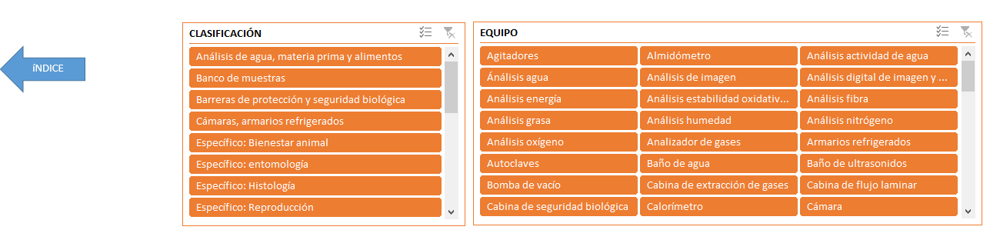 CLASIFICACIÓN
EQUIPO
íNDICE
Análisis de agua, materia prima y alimentos
Banco de muestras
Barreras de protección y seguridad biológica
Cámaras, armarios refrigerados
Específico: Bienestar animal
Específico: entomología
Específico: Histología
Específico: Reproducción
Agitadores Almidómetro Análisis actividad de agua
Ánálisis agua Análisis de imagen Análisis digital de imagen y ...
Análisis energía Análisis estabilidad oxidativ... Análisis fibra
Análisis grasa Análisis humedad Análisis nitrógeno
Análisis oxígeno Analizador de gases Armarios refrigerados
Autoclaves Baño de agua Baño de ultrasonidos
Bomba de vacío Cabina de extracción de gases Cabina de flujo laminar
Cabina de seguridad biológica Calorímetro Cámara